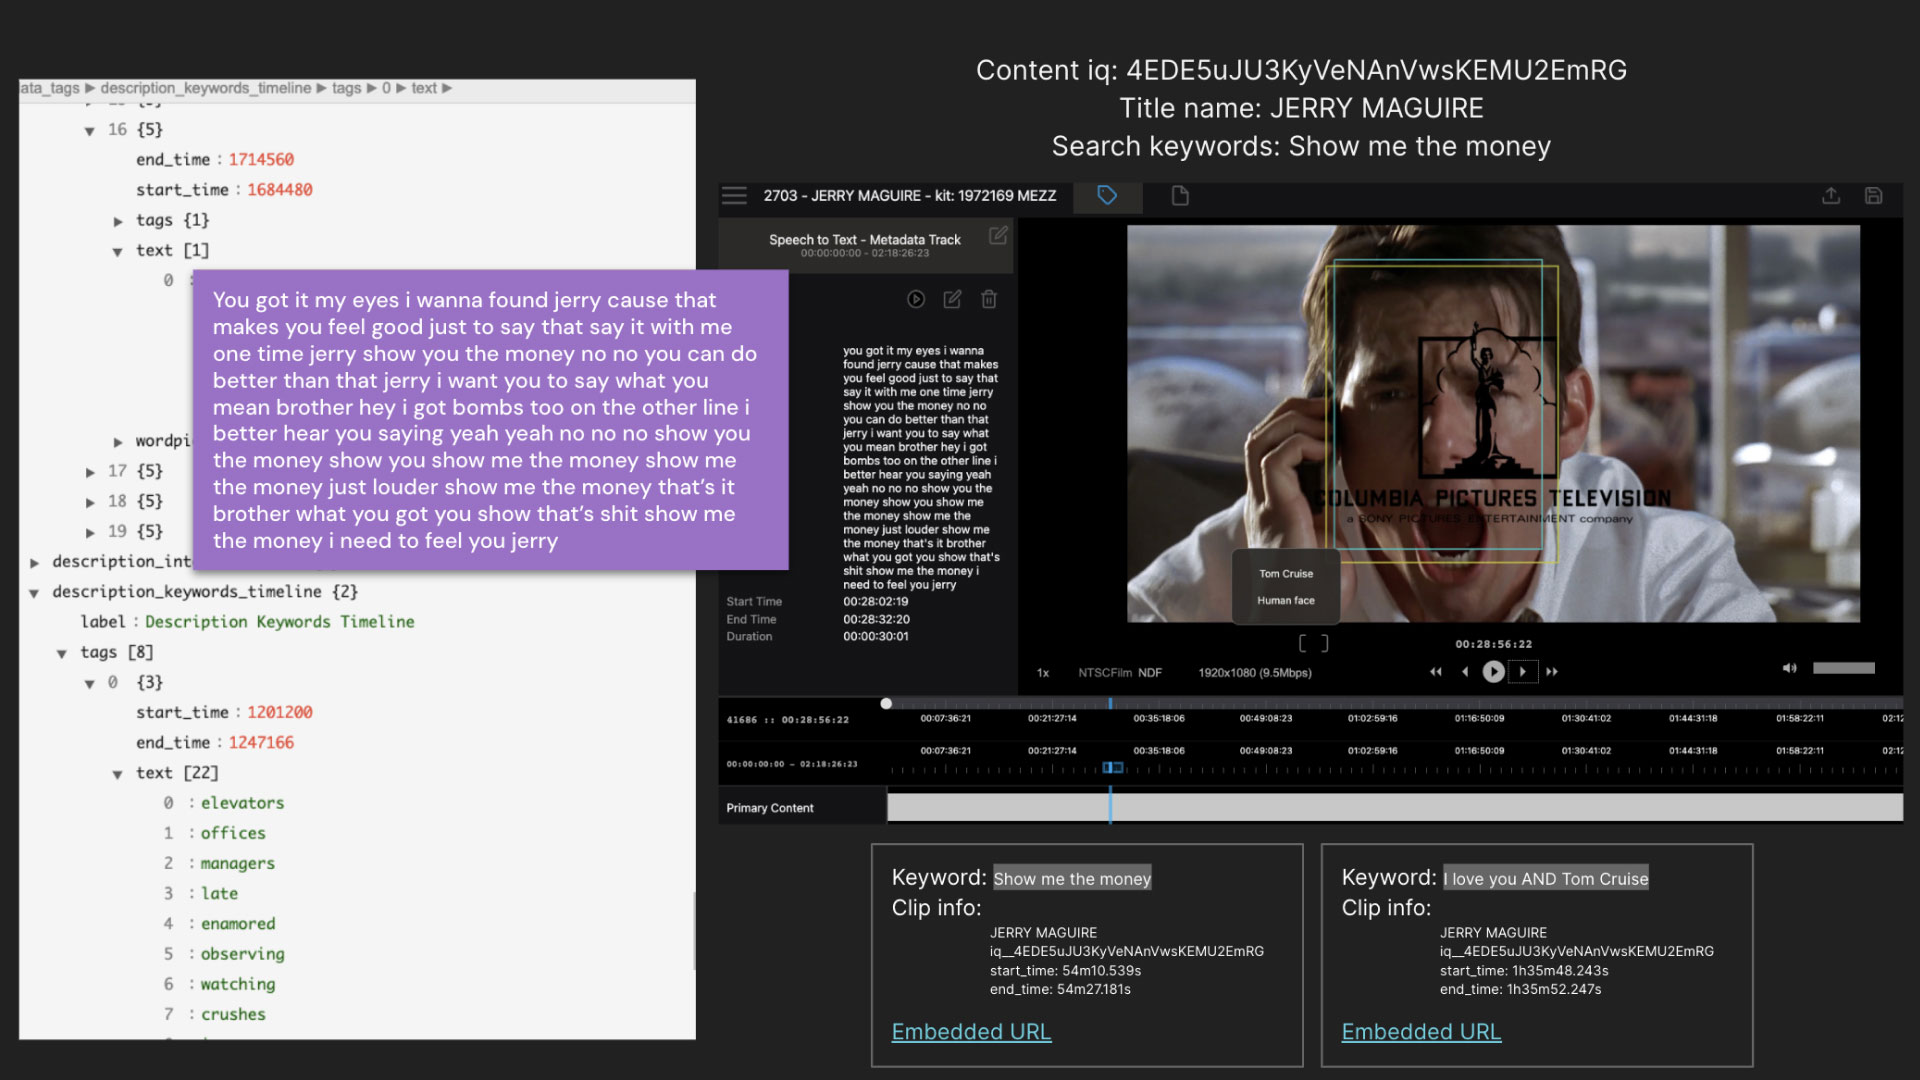 Content iq: 4EDE5uJU3KyVeNAnVwsKEMU2EmRG
Title name: JERRY MAGUIRE
Search keywords: Show me the money
ata_tags ▶ description_keywords_timeline ▶ tags ▶ 0 ▶ text ▶
16 {5}
end_time : 1714560
start_time : 1684480
tags {1}
text [1]
0 :
You got it my eyes i wanna found jerry cause that
makes you feel good just to say that say it with me
one time jerry show you the money no no you can do
better than that jerry i want you to say what you
mean brother hey i got bombs too on the other line i
better hear you saying yeah yeah no no no show you
the money show you show me the money show me
the money just louder show me the money that's it
brother what you got you show that's shit show me
the money i need to feel you jerry
wordpi
17 {5}
18 {5}
19 {5}
description_int
description_keywords_timeline {2}
label : Description Keywords Timeline
tags [8]
0 {3}
start_time : 1201200
end_time : 1247166
text [22]
0 : elevators
1 : offices
2 : managers
3 : late
4 : enamored
5 : observing
6 : watching
7 : crushes
2703 - JERRY MAGUIRE - kit: 1972169 MEZZ
Speech to Text - Metadata Track
00:00:00:00 - 02:18:26:23
you got it my eyes i wanna
found jerry cause that makes
you feel good just to say that
say it with me one time jerry
show you the money no no
you can do better than that
jerry i want you to say what
you mean brother hey i got
bombs too on the other line i
better hear you saying yeah
yeah no no no show you the
money show you show me
the money show me the
money just louder show me
the money that's it brother
what you got you show that's
shit show me the money i
need to feel you jerry
Start Time 00:28:02:19
End Time 00:28:32:20
Duration 00:00:30:01
COLUMBIA PICTURES TELEVISION
a SONY PICTURES ENTERTAINMENT company
Tom Cruise
Human face
00:28:56:22
1x NTSCFilm NDF 1920x1080 (9.5Mbps)
41686 :: 00:28:56:22 00:07:36:21 00:21:27:14 00:35:18:06 00:49:08:23 01:02:59:16 01:16:50:09 01:30:41:02 01:44:31:18 01:58:22:11 02:12
00:07:36:21 00:21:27:14 00:35:18:06 00:49:08:23 01:02:59:16 01:16:50:09 01:30:41:02 01:44:31:18 01:58:22:11 02:12
00:00:00:00 - 02:18:26:23
Primary Content
Keyword: Show me the money
Clip info:
JERRY MAGUIRE
iq__4EDE5uJU3KyVeNAnVwsKEMU2EmRG
start_time: 54m10.539s
end_time: 54m27.181s
Embedded URL
Keyword: I love you AND Tom Cruise
Clip info:
JERRY MAGUIRE
iq__4EDE5uJU3KyVeNAnVwsKEMU2EmRG
start_time: 1h35m48.243s
end_time: 1h35m52.247s
Embedded URL